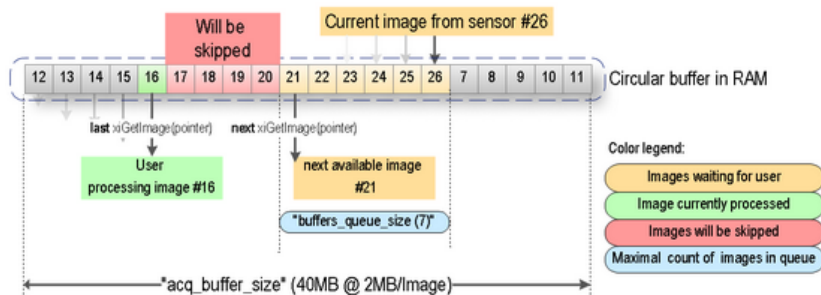 Will be
skipped
Current image from sensor #26
12 13 14 15 16 17 18 19 20 21 22 23 24 25 26 7 8 9 10 11
Circular buffer in RAM
last xiGetImage(pointer)
next xiGetImage(pointer)
User
processing image #16
next available image
#21
"buffers_queue_size (7)"
"acq_buffer_size" (40MB @ 2MB/Image)
Color legend:
Images waiting for user
Image currently processed
Images will be skipped
Maximal count of images in queue